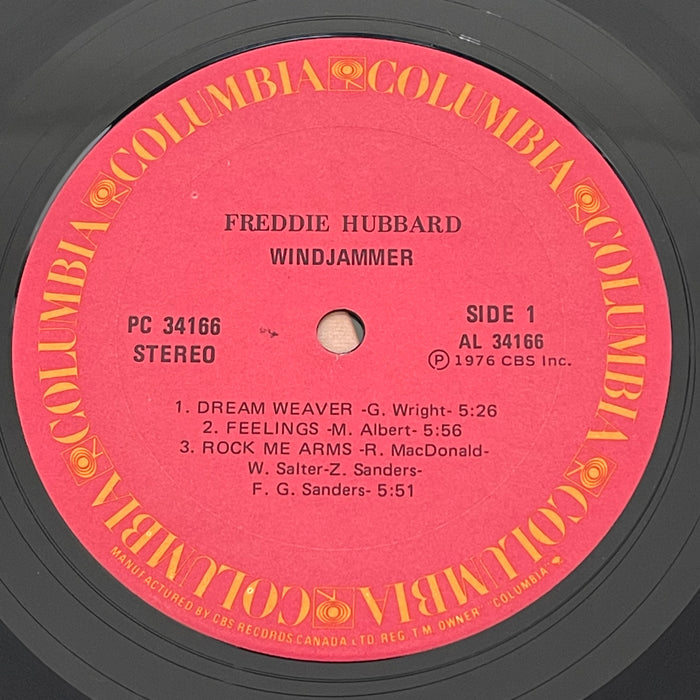 COLUMBIA COLUMBIA COLUMBIA COLUMBIA COLUMBIA COLUMBIA
FREDDIE HUBBARD
WINDJAMMER
PC 34166
STEREO
SIDE 1
AL 34166
Ⓟ 1976 CBS Inc.
1. DREAM WEAVER -G. Wright- 5:26
2. FEELINGS -M. Albert- 5:56
3. ROCK ME ARMS -R. MacDonald-
W. Salter-Z. Sanders-
F. G. Sanders- 5:51
MANUFACTURED BY CBS RECORDS CANADA LTD. REG. T.M. OWNER "COLUMBIA"